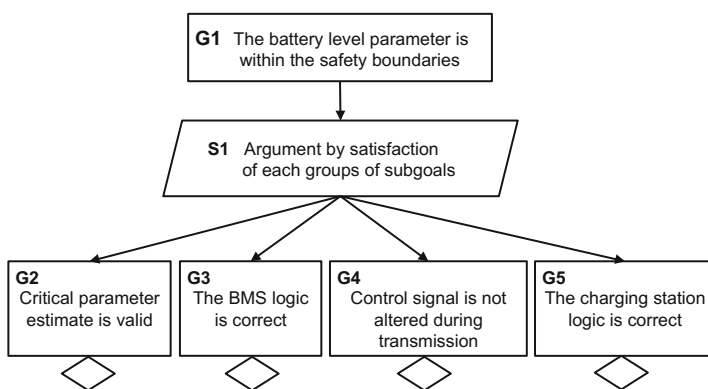 G1 The battery level parameter is
within the safety boundaries
S1 Argument by satisfaction
of each groups of subgoals
G2
Critical parameter
estimate is valid
G3
The BMS logic
is correct
G4
Control signal is not
altered during
transmission
G5
The charging station
logic is correct